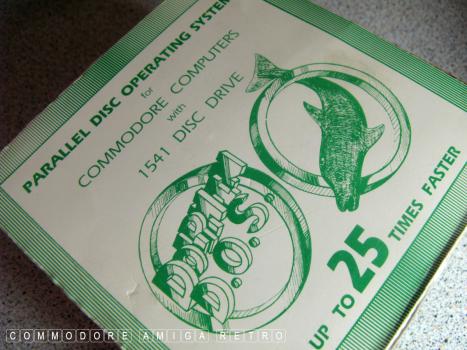 PARALLEL DISC OPERATING SYSTEM
for
COMMODORE COMPUTERS
with
1541 DISC DRIVE
DOLPHIN
D.O.S.
UP TO 25 TIMES FASTER
COMMODORE AMIGA RETRO